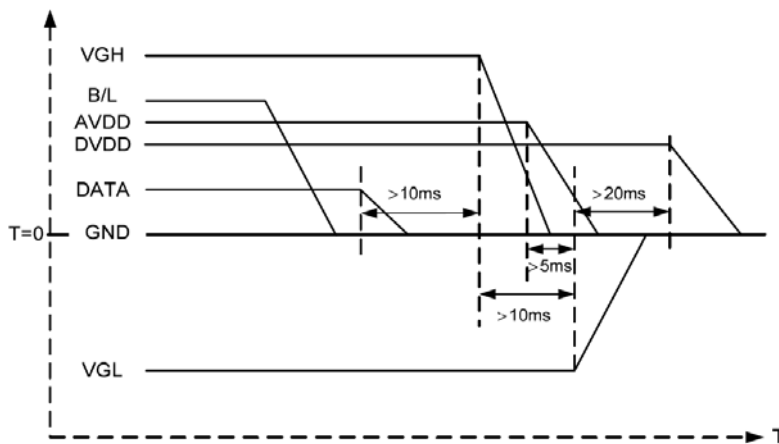 VGH
B/L
AVDD
DVDD
DATA
>10ms
>20ms
T=0
GND
>5ms
>10ms
VGL
T